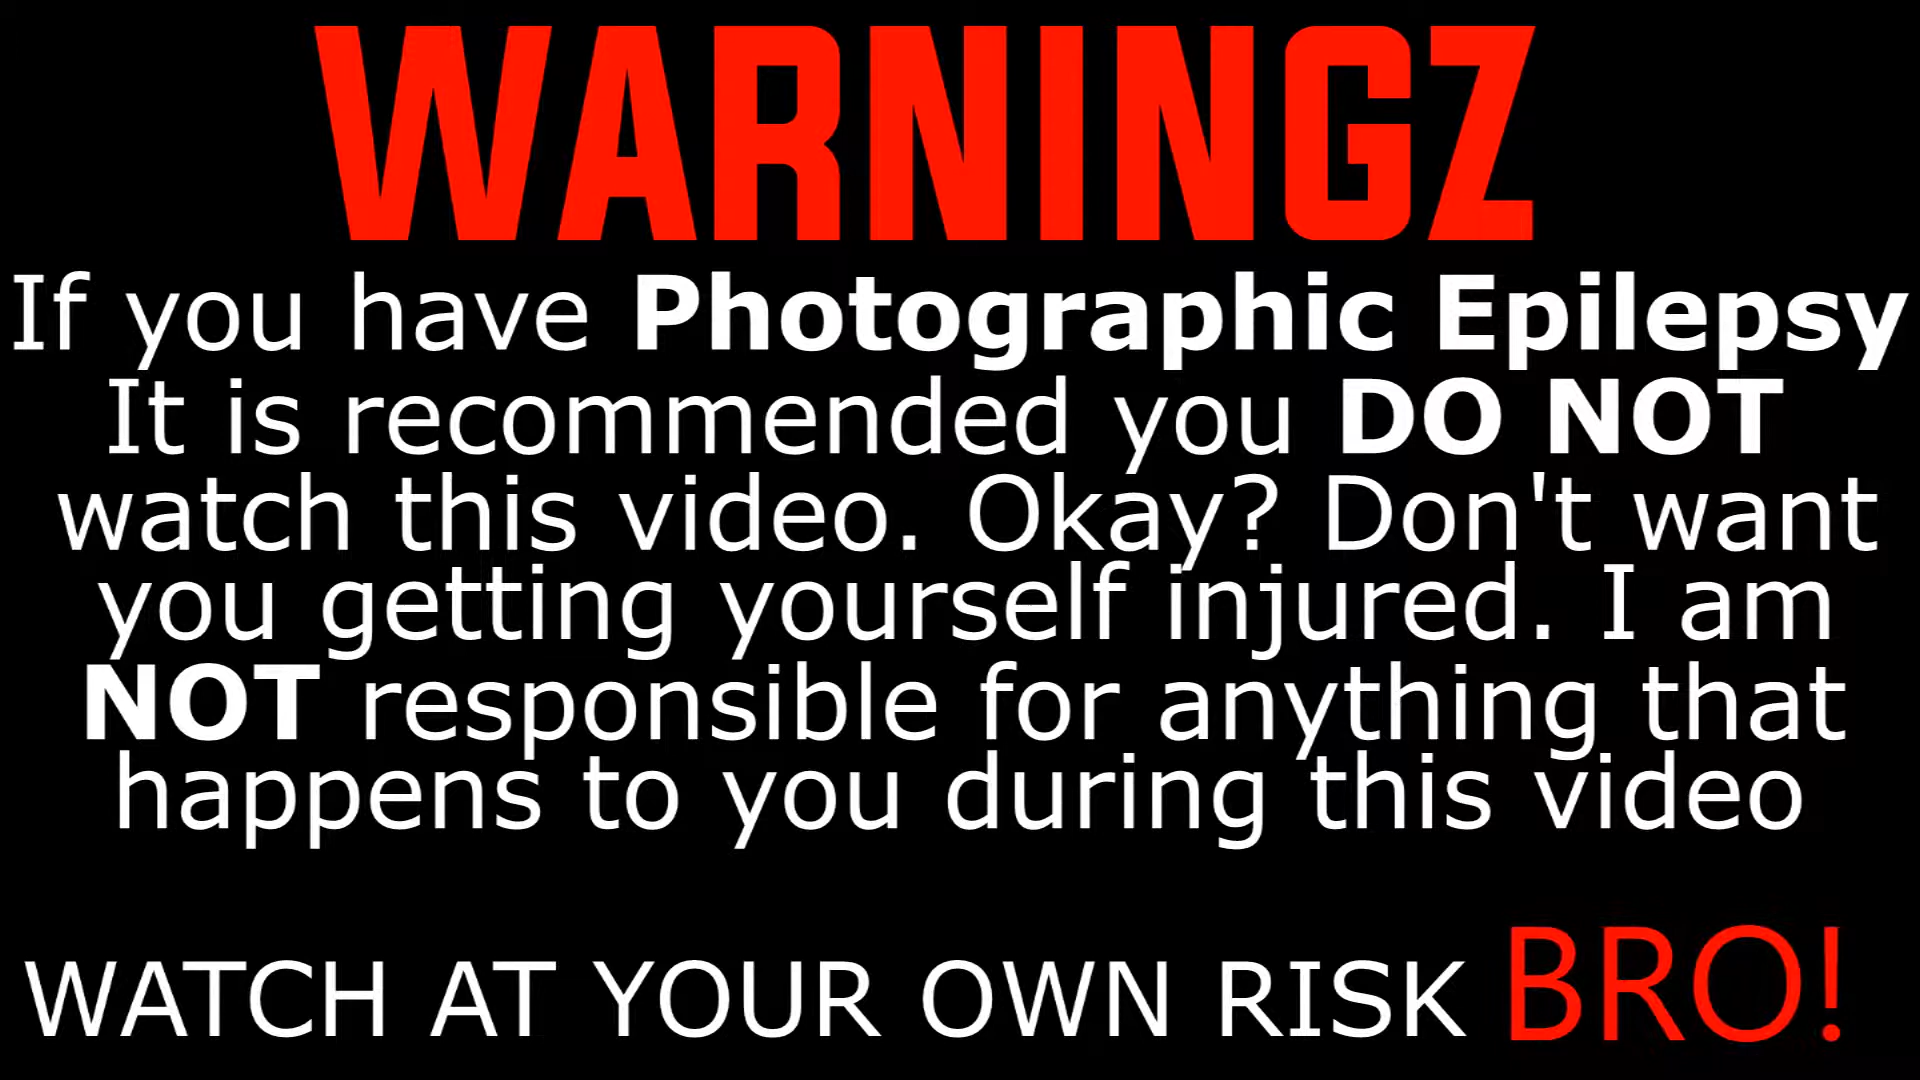 WARNINGZ
If you have Photographic Epilepsy
It is recommended you DO NOT
watch this video. Okay? Don't want
you getting yourself injured. I am
NOT responsible for anything that
happens to you during this video
WATCH AT YOUR OWN RISK BRO!